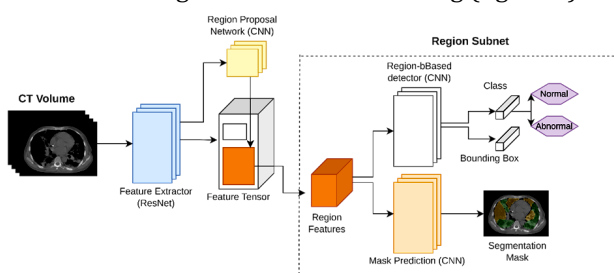 Region Proposal
Network (CNN)
Region Subnet
Region-bBased
detector (CNN)
Class
Normal
CT Volume
Abnormal
Bounding Box
Feature Extractor
(ResNet)
Feature Tensor
Region
Features
Mask Prediction (CNN)
Segmentation
Mask